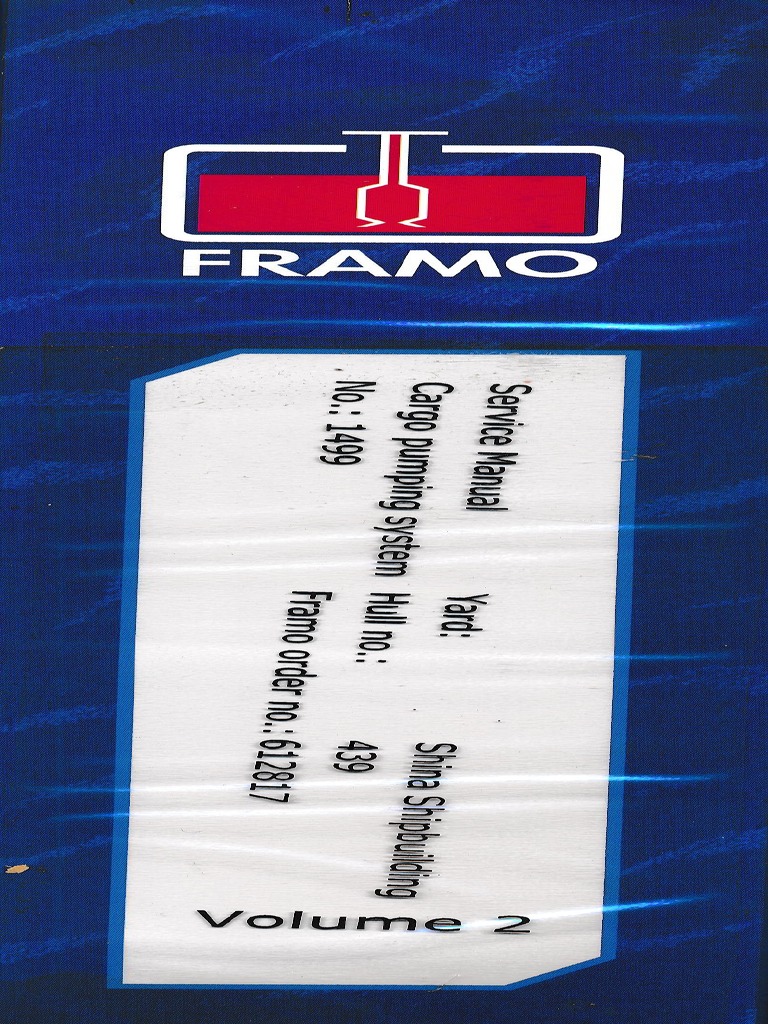 FRAMO
Service Manual
Cargo pumping system
No.: 1499
Yard: Shina Shipbuilding
Hull no.: 439
Framo order no.: 612817
Volume 2